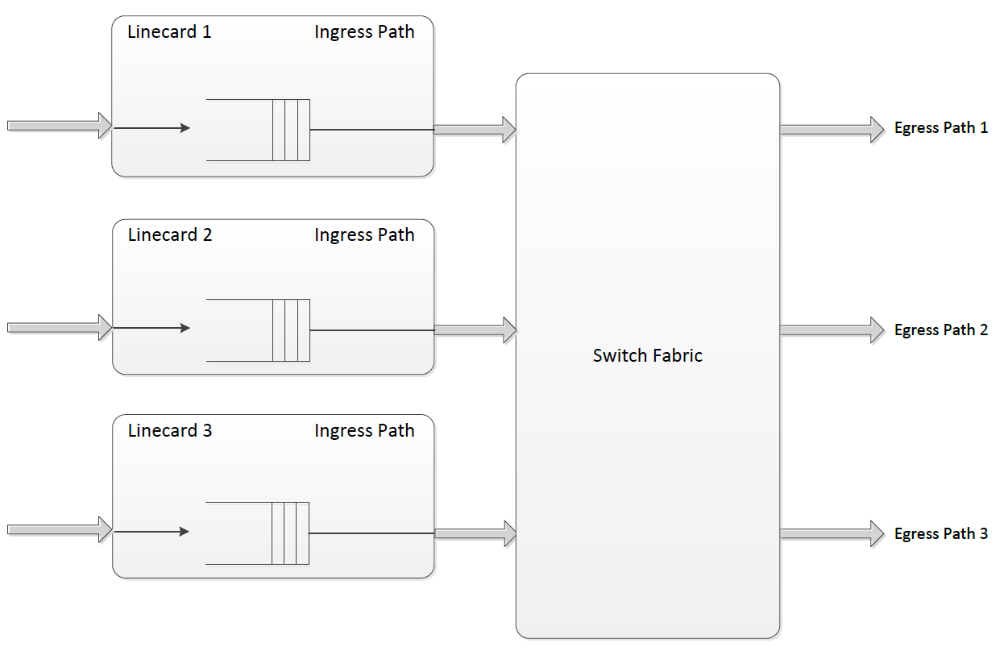 Linecard 1
Ingress Path
Egress Path 1
Linecard 2
Ingress Path
Egress Path 2
Switch Fabric
Linecard 3
Ingress Path
Egress Path 3